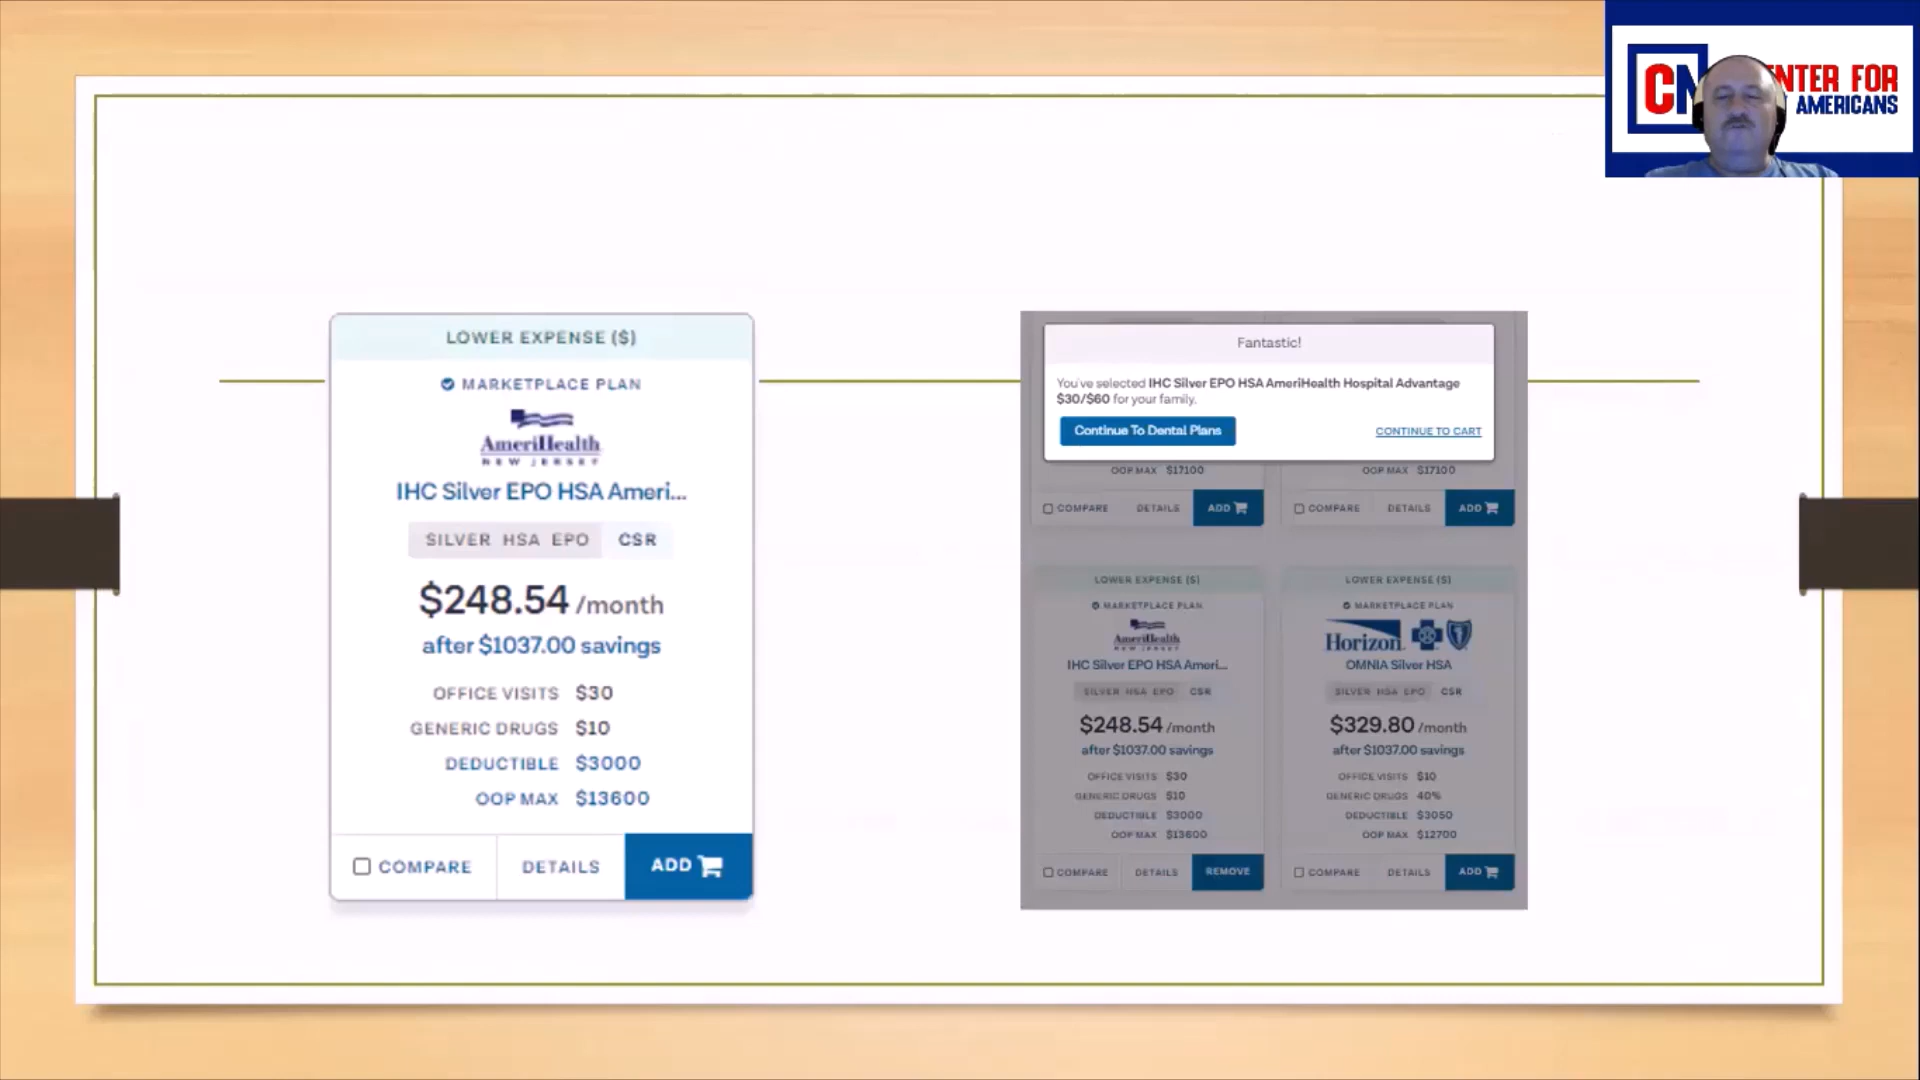 CN
ENTER FOR
AMERICANS
LOWER EXPENSE ($)
MARKETPLACE PLAN
AmeriHealth
NEW JERSEY
IHC Silver EPO HSA Ameri...
SILVER HSA EPO CSR
$248.54 /month
after $1037.00 savings
OFFICE VISITS $30
GENERIC DRUGS $10
DEDUCTIBLE $3000
OOP MAX $13600
COMPARE DETAILS ADD
Fantastic!
You've selected IHC Silver EPO HSA AmeriHealth Hospital Advantage
$30/$60 for your family.
Continue To Dental Plans CONTINUE TO CART
OOP MAX $17100 OOP MAX $17100
COMPARE DETAILS ADD COMPARE DETAILS ADD
LOWER EXPENSE ($)
MARKETPLACE PLAN
AmeriHealth
NEW JERSEY
IHC Silver EPO HSA Ameri...
SILVER HSA EPO CSR
$248.54 /month
after $1037.00 savings
OFFICE VISITS $30
GENERIC DRUGS $10
DEDUCTIBLE $3000
OOP MAX $13600
COMPARE DETAILS REMOVE
LOWER EXPENSE ($)
MARKETPLACE PLAN
Horizon
OMNIA Silver HSA
SILVER HSA EPO CSR
$329.80 /month
after $1037.00 savings
OFFICE VISITS $10
GENERIC DRUGS 40%
DEDUCTIBLE $3050
OOP MAX $12700
COMPARE DETAILS ADD